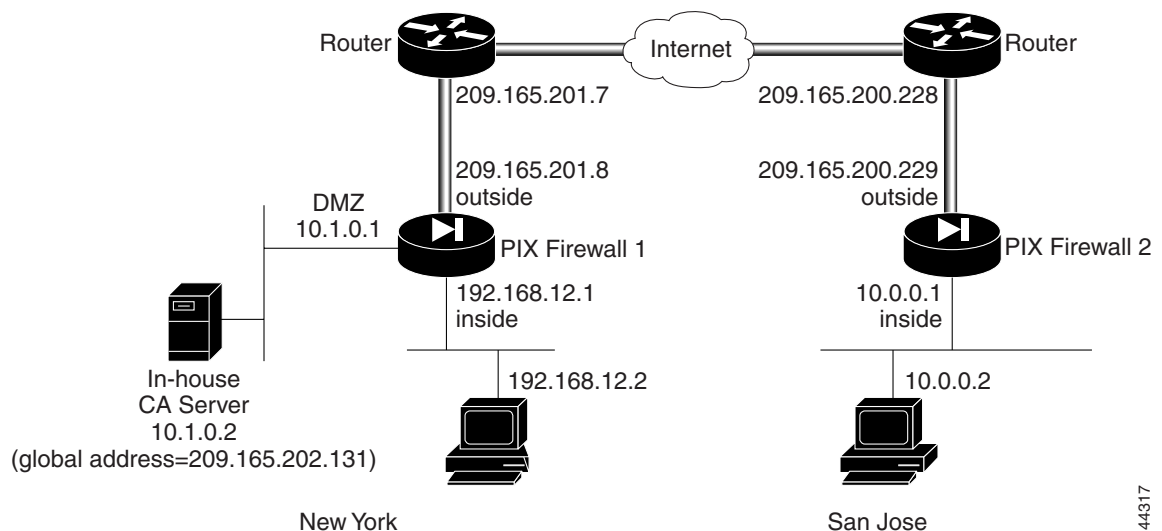 Router
Internet
Router
209.165.201.7
209.165.200.228
209.165.201.8
outside
209.165.200.229
outside
DMZ
10.1.0.1
PIX Firewall 1
PIX Firewall 2
192.168.12.1
inside
10.0.0.1
inside
192.168.12.2
10.0.0.2
In-house
CA Server
10.1.0.2
(global address=209.165.202.131)
New York
San Jose
44317